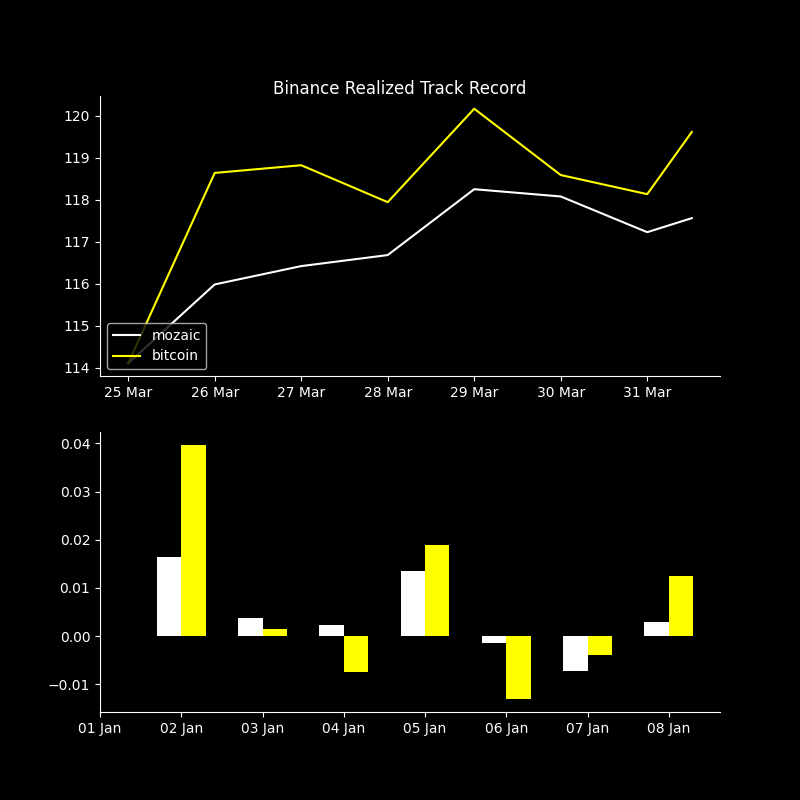 Binance Realized Track Record
120
119
118
117
116
115
114
mozaic
bitcoin
25 Mar 26 Mar 27 Mar 28 Mar 29 Mar 30 Mar 31 Mar
0.04
0.03
0.02
0.01
0.00
−0.01
01 Jan 02 Jan 03 Jan 04 Jan 05 Jan 06 Jan 07 Jan 08 Jan